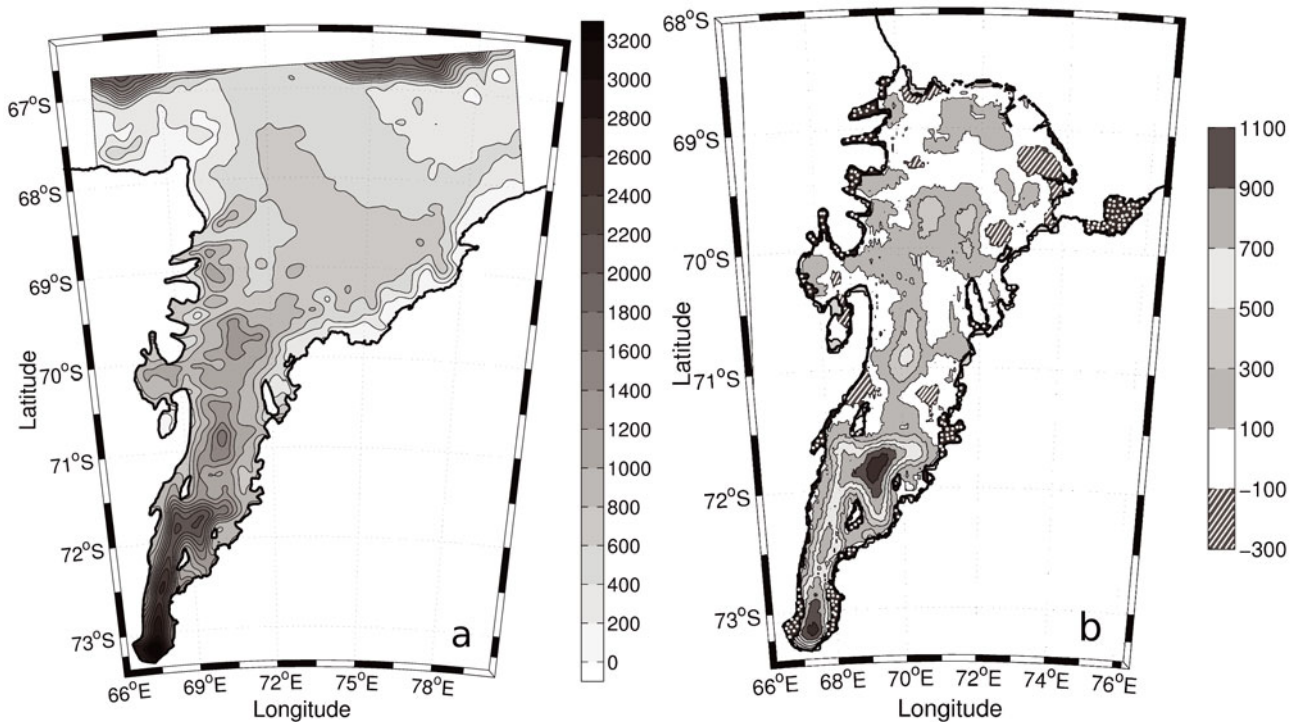 67°S
68°S
69°S
70°S
71°S
72°S
73°S
Latitude
66°E
69°E
72°E
75°E
78°E
Longitude
a
3200
3000
2800
2600
2400
2200
2000
1800
1600
1400
1200
1000
800
600
400
200
0
68°S
69°S
70°S
71°S
72°S
73°S
Latitude
66°E
68°E
70°E
72°E
74°E
76°E
Longitude
b
1100
900
700
500
300
100
−100
−300